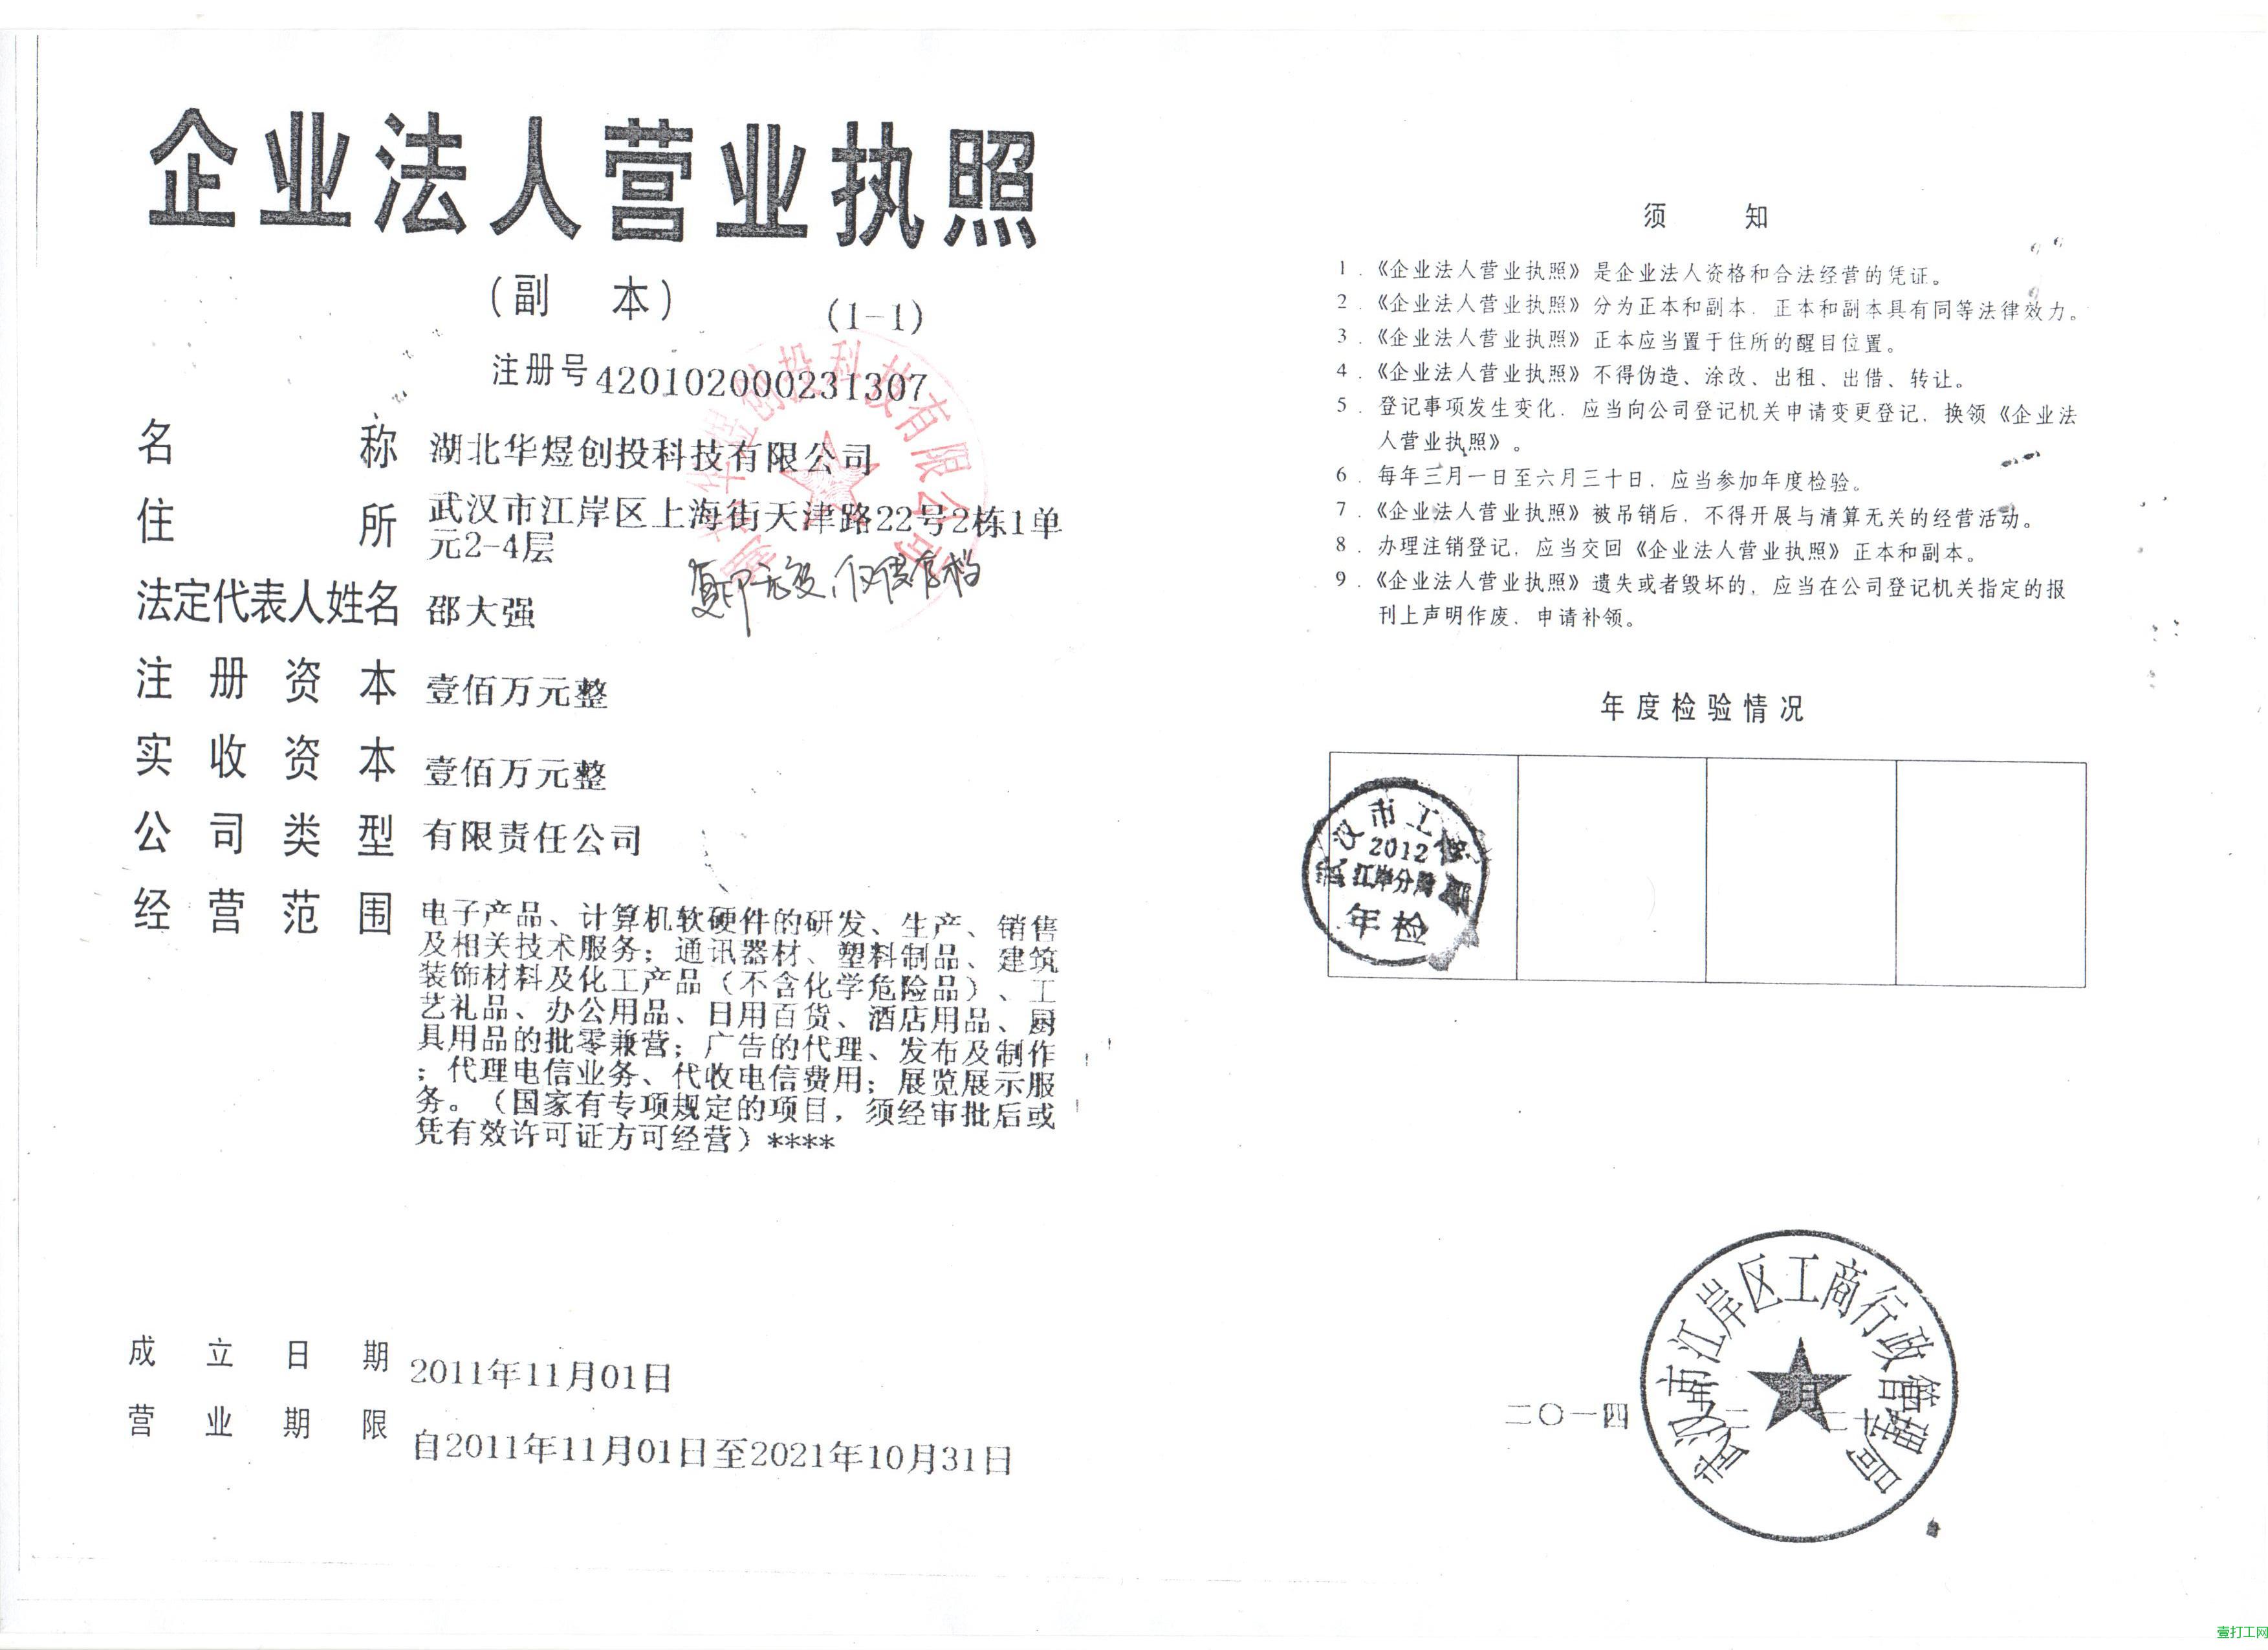 企业法人营业执照
(副 本) (1-1)
注册号 420102000231307
名 称 湖北华煜创投科技有限公司
住 所 武汉市江岸区上海街天津路22号2栋1单
元2-4层
复印无效，仅供存档
法定代表人姓名 邵大强
注 册 资 本 壹佰万元整
实 收 资 本 壹佰万元整
公 司 类 型 有限责任公司
经 营 范 围 电子产品、计算机软硬件的研发、生产、销售
及相关技术服务；通讯器材、塑料制品、建筑
装饰材料及化工产品（不含化学危险品）、工
艺礼品、办公用品、日用百货、酒店用品、厨
具用品的批零兼营；广告的代理、发布及制作
；代理电信业务、代收电信费用；展览展示服
务。（国家有专项规定的项目，须经审批后或
凭有效许可证方可经营）****
成 立 日 期 2011年11月01日
营 业 期 限 自2011年11月01日至2021年10月31日
须 知
1．《企业法人营业执照》是企业法人资格和合法经营的凭证。
2．《企业法人营业执照》分为正本和副本，正本和副本具有同等法律效力。
3．《企业法人营业执照》正本应当置于住所的醒目位置。
4．《企业法人营业执照》不得伪造、涂改、出租、出借、转让。
5．登记事项发生变化，应当向公司登记机关申请变更登记，换领《企业法
人营业执照》。
6．每年三月一日至六月三十日，应当参加年度检验。
7．《企业法人营业执照》被吊销后，不得开展与清算无关的经营活动。
8．办理注销登记，应当交回《企业法人营业执照》正本和副本。
9．《企业法人营业执照》遗失或者毁坏的，应当在公司登记机关指定的报
刊上声明作废，申请补领。
年度检验情况
武汉市工
2012
江岸分局
年检
武汉市江岸区工商行政管理局
二〇一四
壹打工网